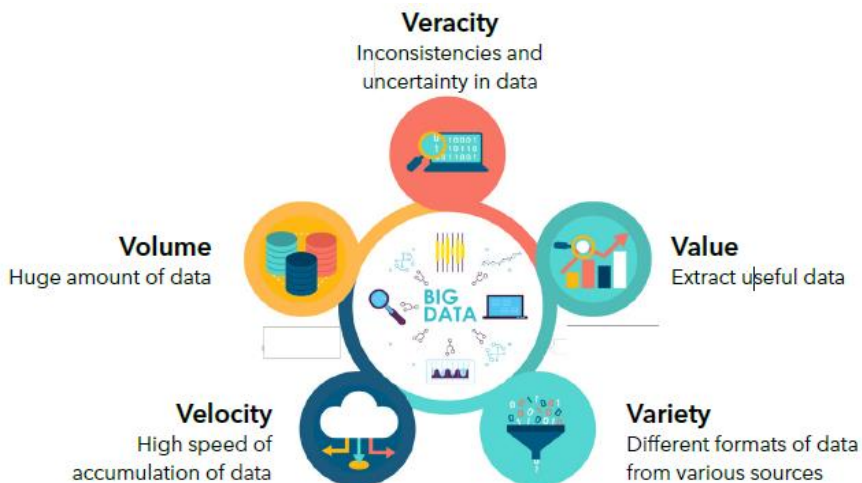 Veracity
Inconsistencies and
uncertainty in data
Volume
Huge amount of data
Value
Extract useful data
BIG
DATA
Velocity
High speed of
accumulation of data
Variety
Different formats of data
from various sources